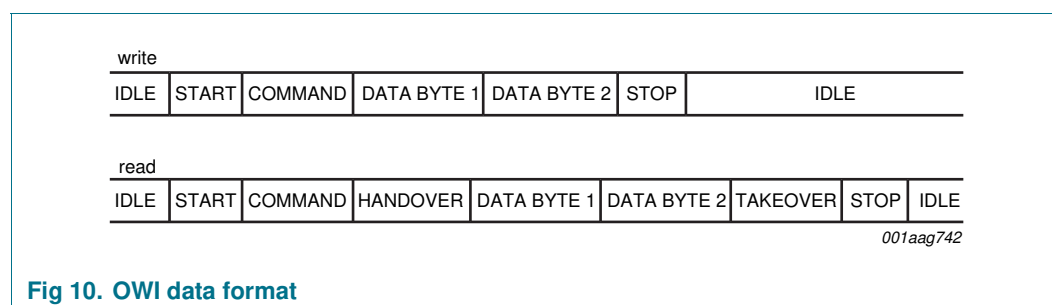 write
IDLE START COMMAND DATA BYTE 1 DATA BYTE 2 STOP IDLE
read
IDLE START COMMAND HANDOVER DATA BYTE 1 DATA BYTE 2 TAKEOVER STOP IDLE
001aag742
Fig 10. OWI data format